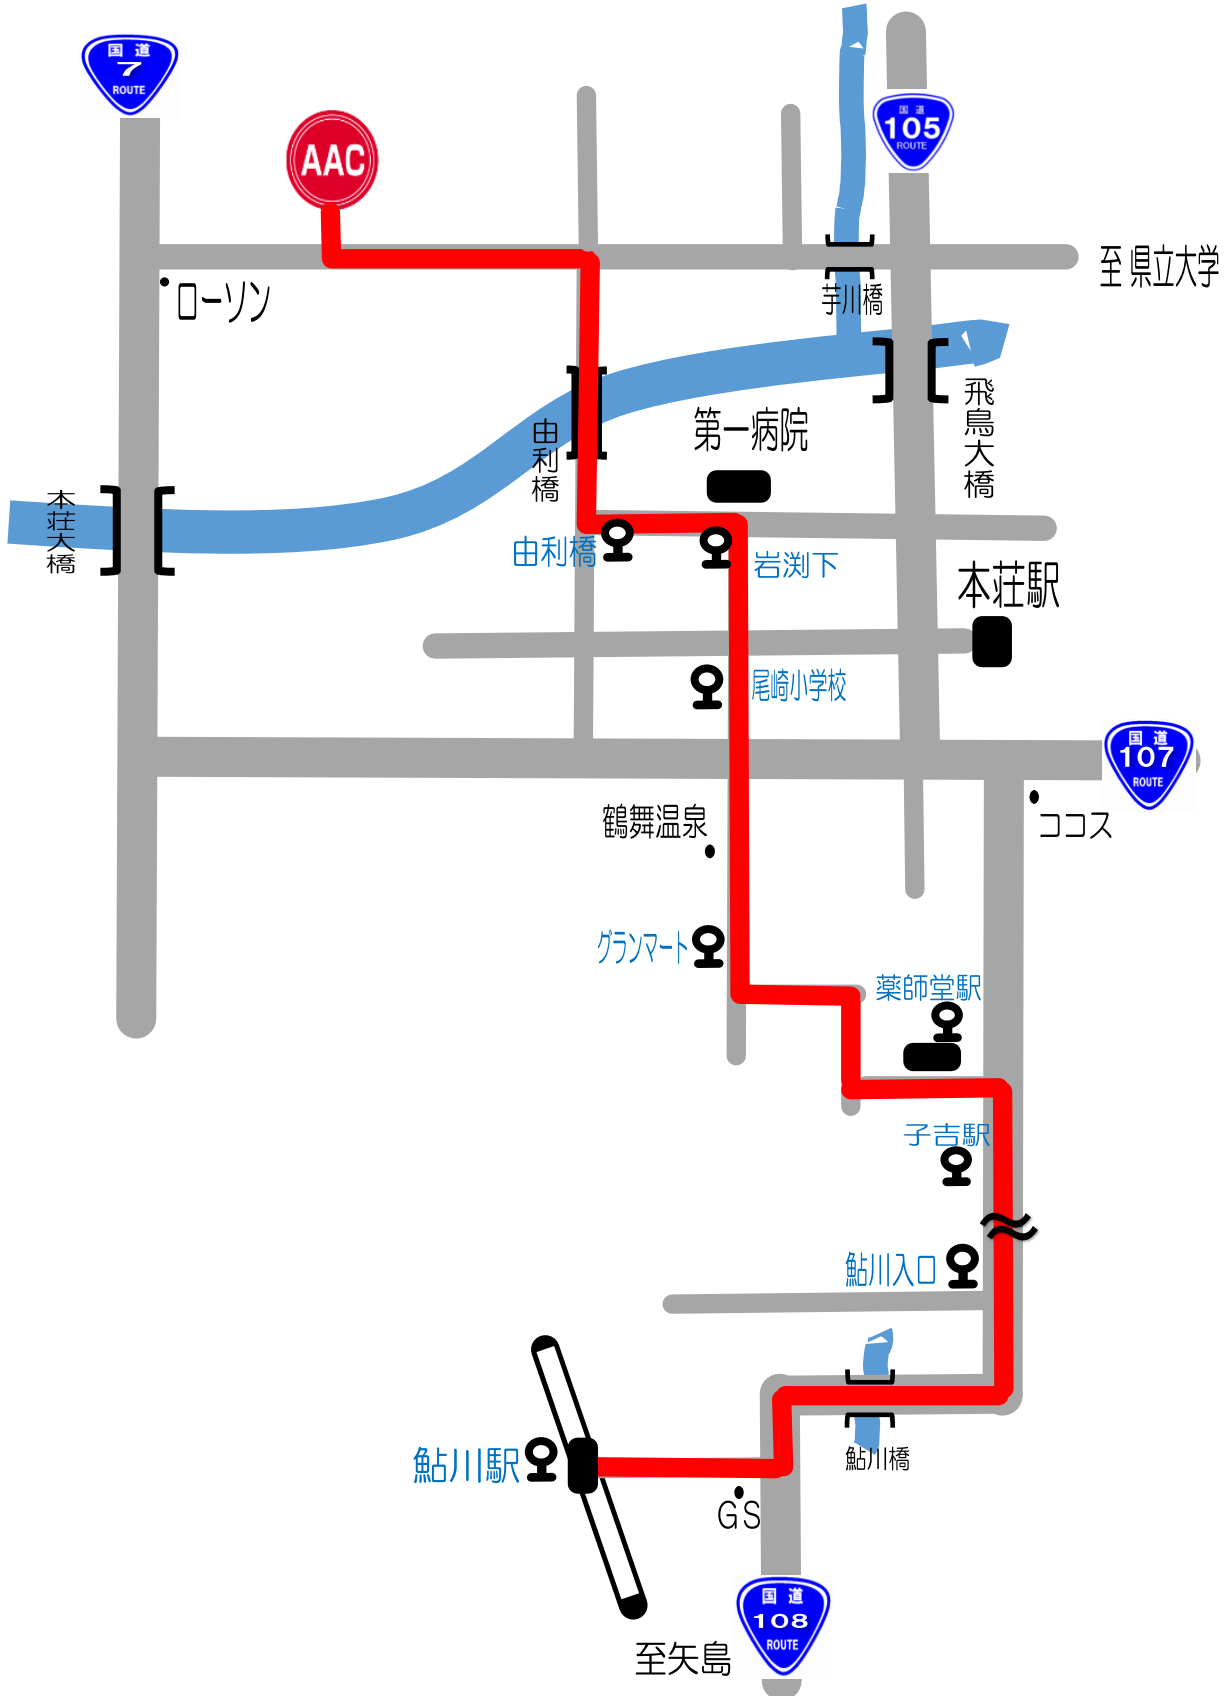 国道
7
ROUTE
国道
105
ROUTE
AAC
至 県立大学
ローソン
芋川橋
飛鳥大橋
第一病院
由利橋
本荘大橋
由利橋
岩渕下
本荘駅
尾崎小学校
国道
107
ROUTE
鶴舞温泉
ココス
グランマート
薬師堂駅
子吉駅
鮎川入口
鮎川橋
鮎川駅
GS
国道
108
ROUTE
至矢島